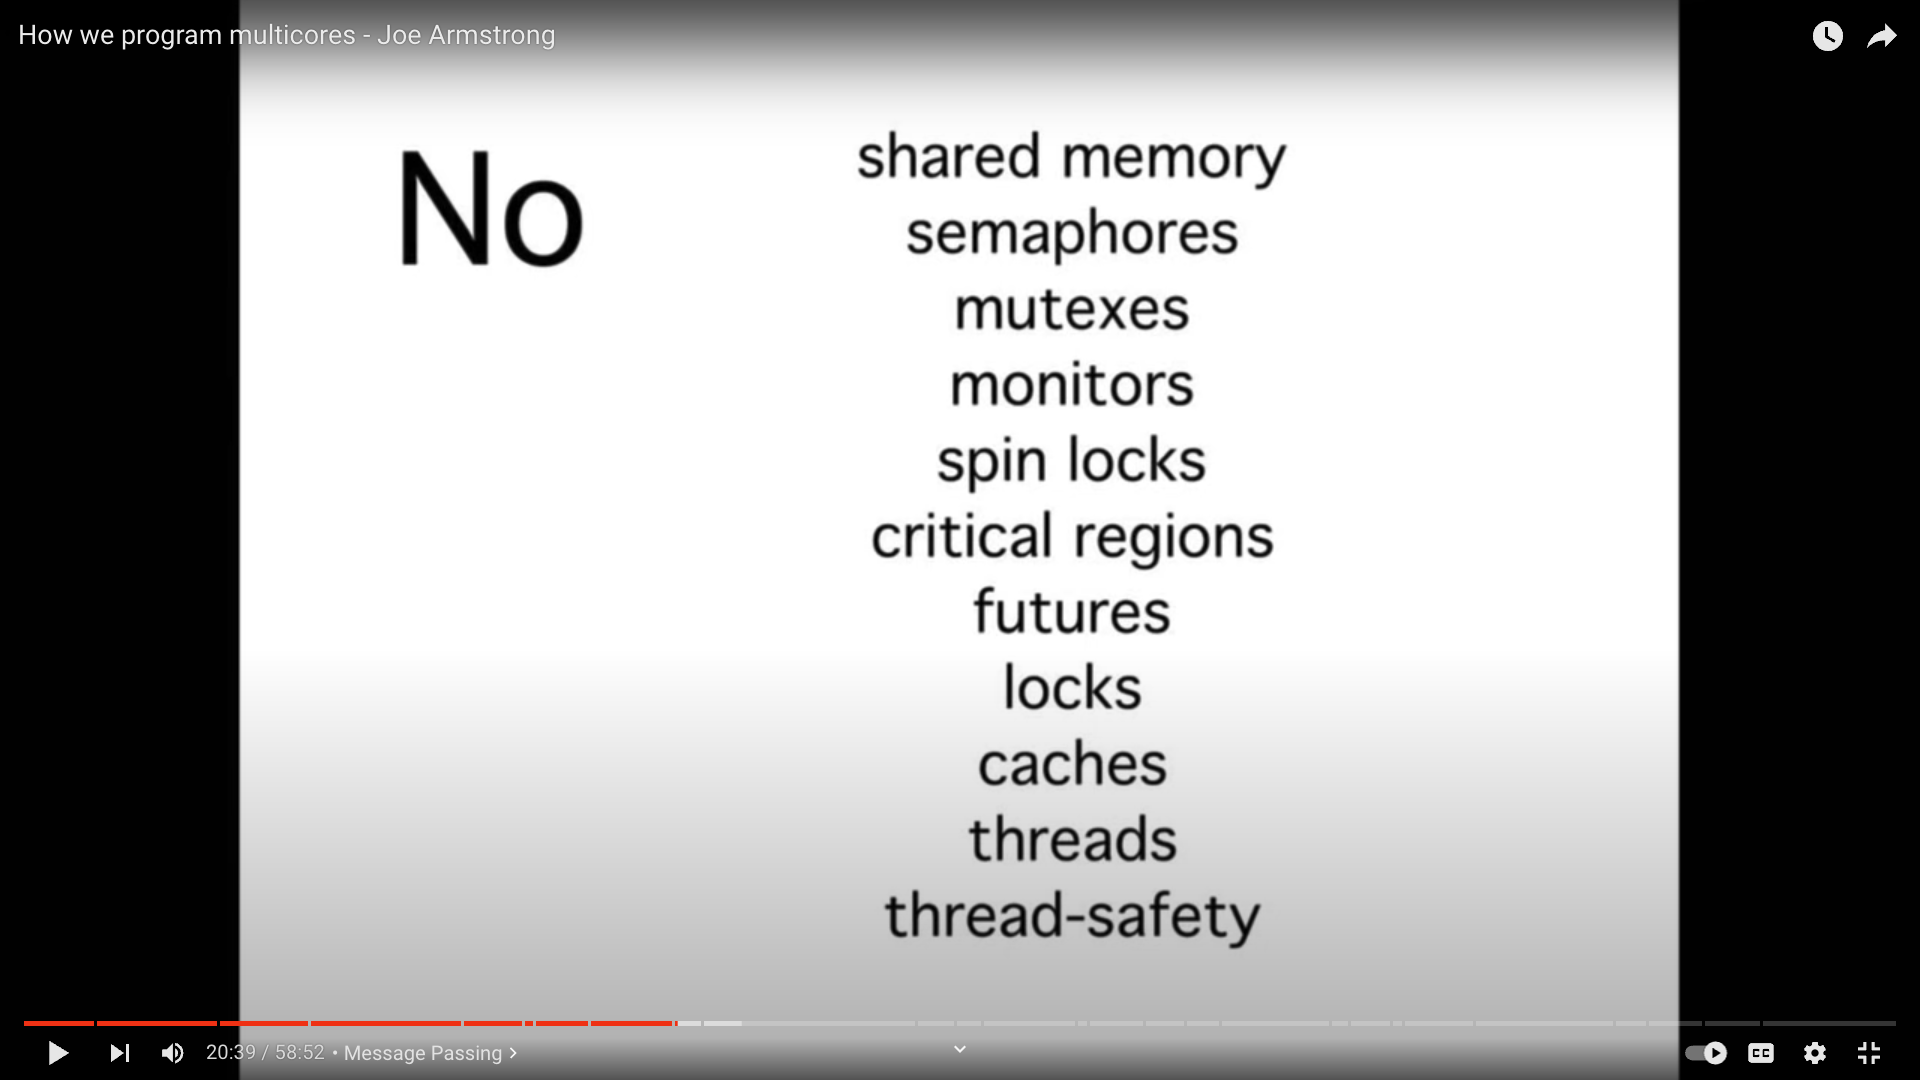 How we program multicores - Joe Armstrong
No
shared memory
semaphores
mutexes
monitors
spin locks
critical regions
futures
locks
caches
threads
thread-safety
20:39 / 58:52 • Message Passing
CC